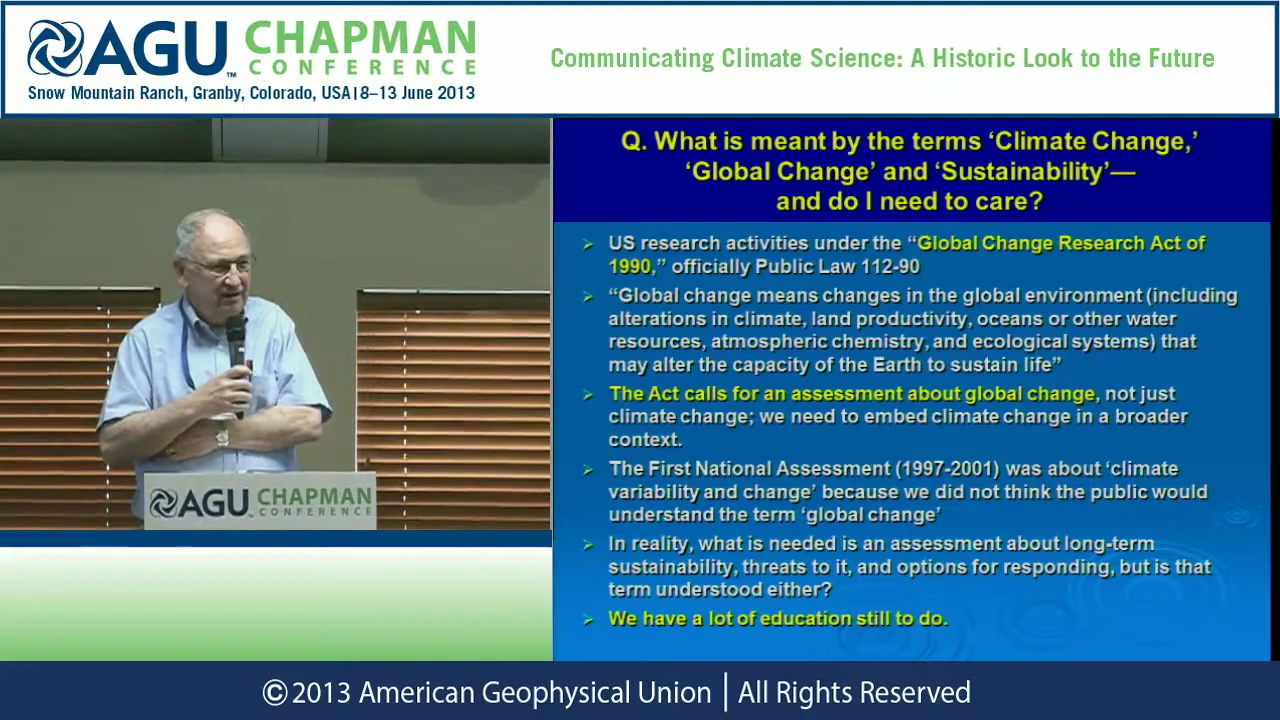 AGU CHAPMAN
CONFERENCE
Snow Mountain Ranch, Granby, Colorado, USA|8–13 June 2013
Communicating Climate Science: A Historic Look to the Future
AGU CHAPMAN
CONFERENCE
Q. What is meant by the terms ‘Climate Change,’
‘Global Change’ and ‘Sustainability’—
and do I need to care?
US research activities under the “Global Change Research Act of
1990,” officially Public Law 112-90
“Global change means changes in the global environment (including
alterations in climate, land productivity, oceans or other water
resources, atmospheric chemistry, and ecological systems) that
may alter the capacity of the Earth to sustain life”
The Act calls for an assessment about global change, not just
climate change; we need to embed climate change in a broader
context.
The First National Assessment (1997-2001) was about ‘climate
variability and change’ because we did not think the public would
understand the term ‘global change’
In reality, what is needed is an assessment about long-term
sustainability, threats to it, and options for responding, but is that
term understood either?
We have a lot of education still to do.
©2013 American Geophysical Union | All Rights Reserved